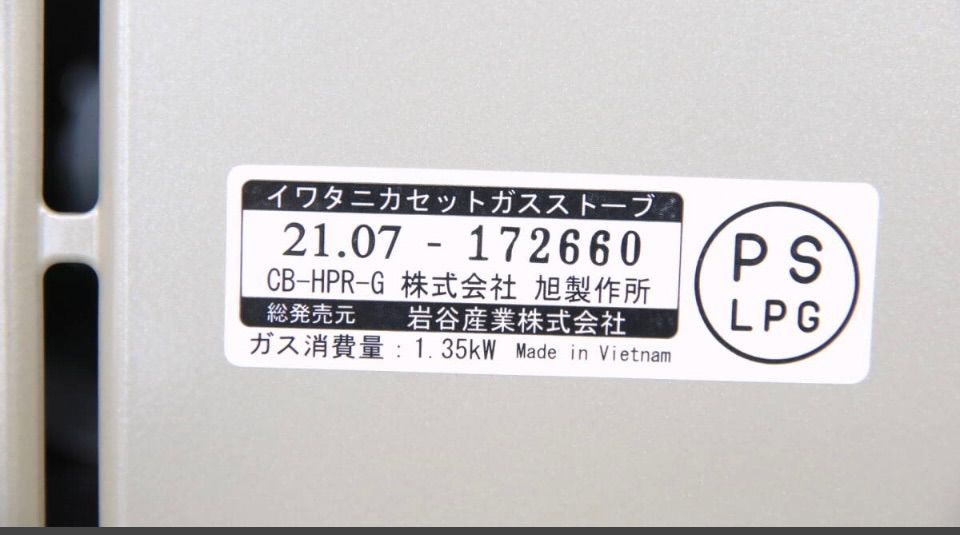 イワタニカセットガスストーブ
21.07 - 172660
CB-HPR-G 株式会社 旭製作所
総発売元 岩谷産業株式会社
ガス消費量：1.35kW Made in Vietnam
PS
LPG